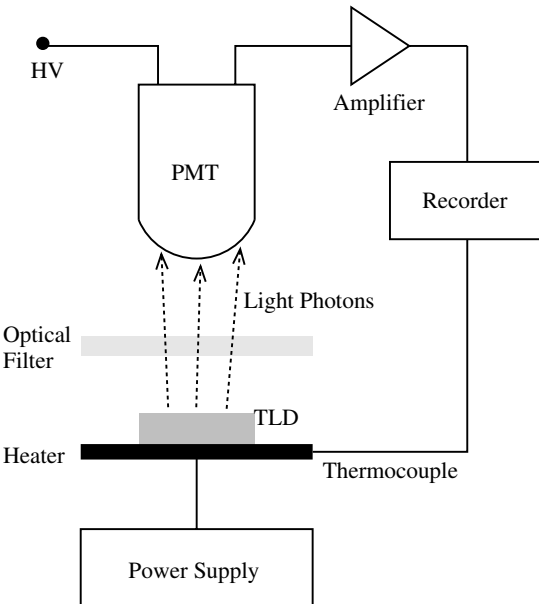 HV
Amplifier
PMT
Recorder
Light Photons
Optical
Filter
TLD
Heater
Thermocouple
Power Supply